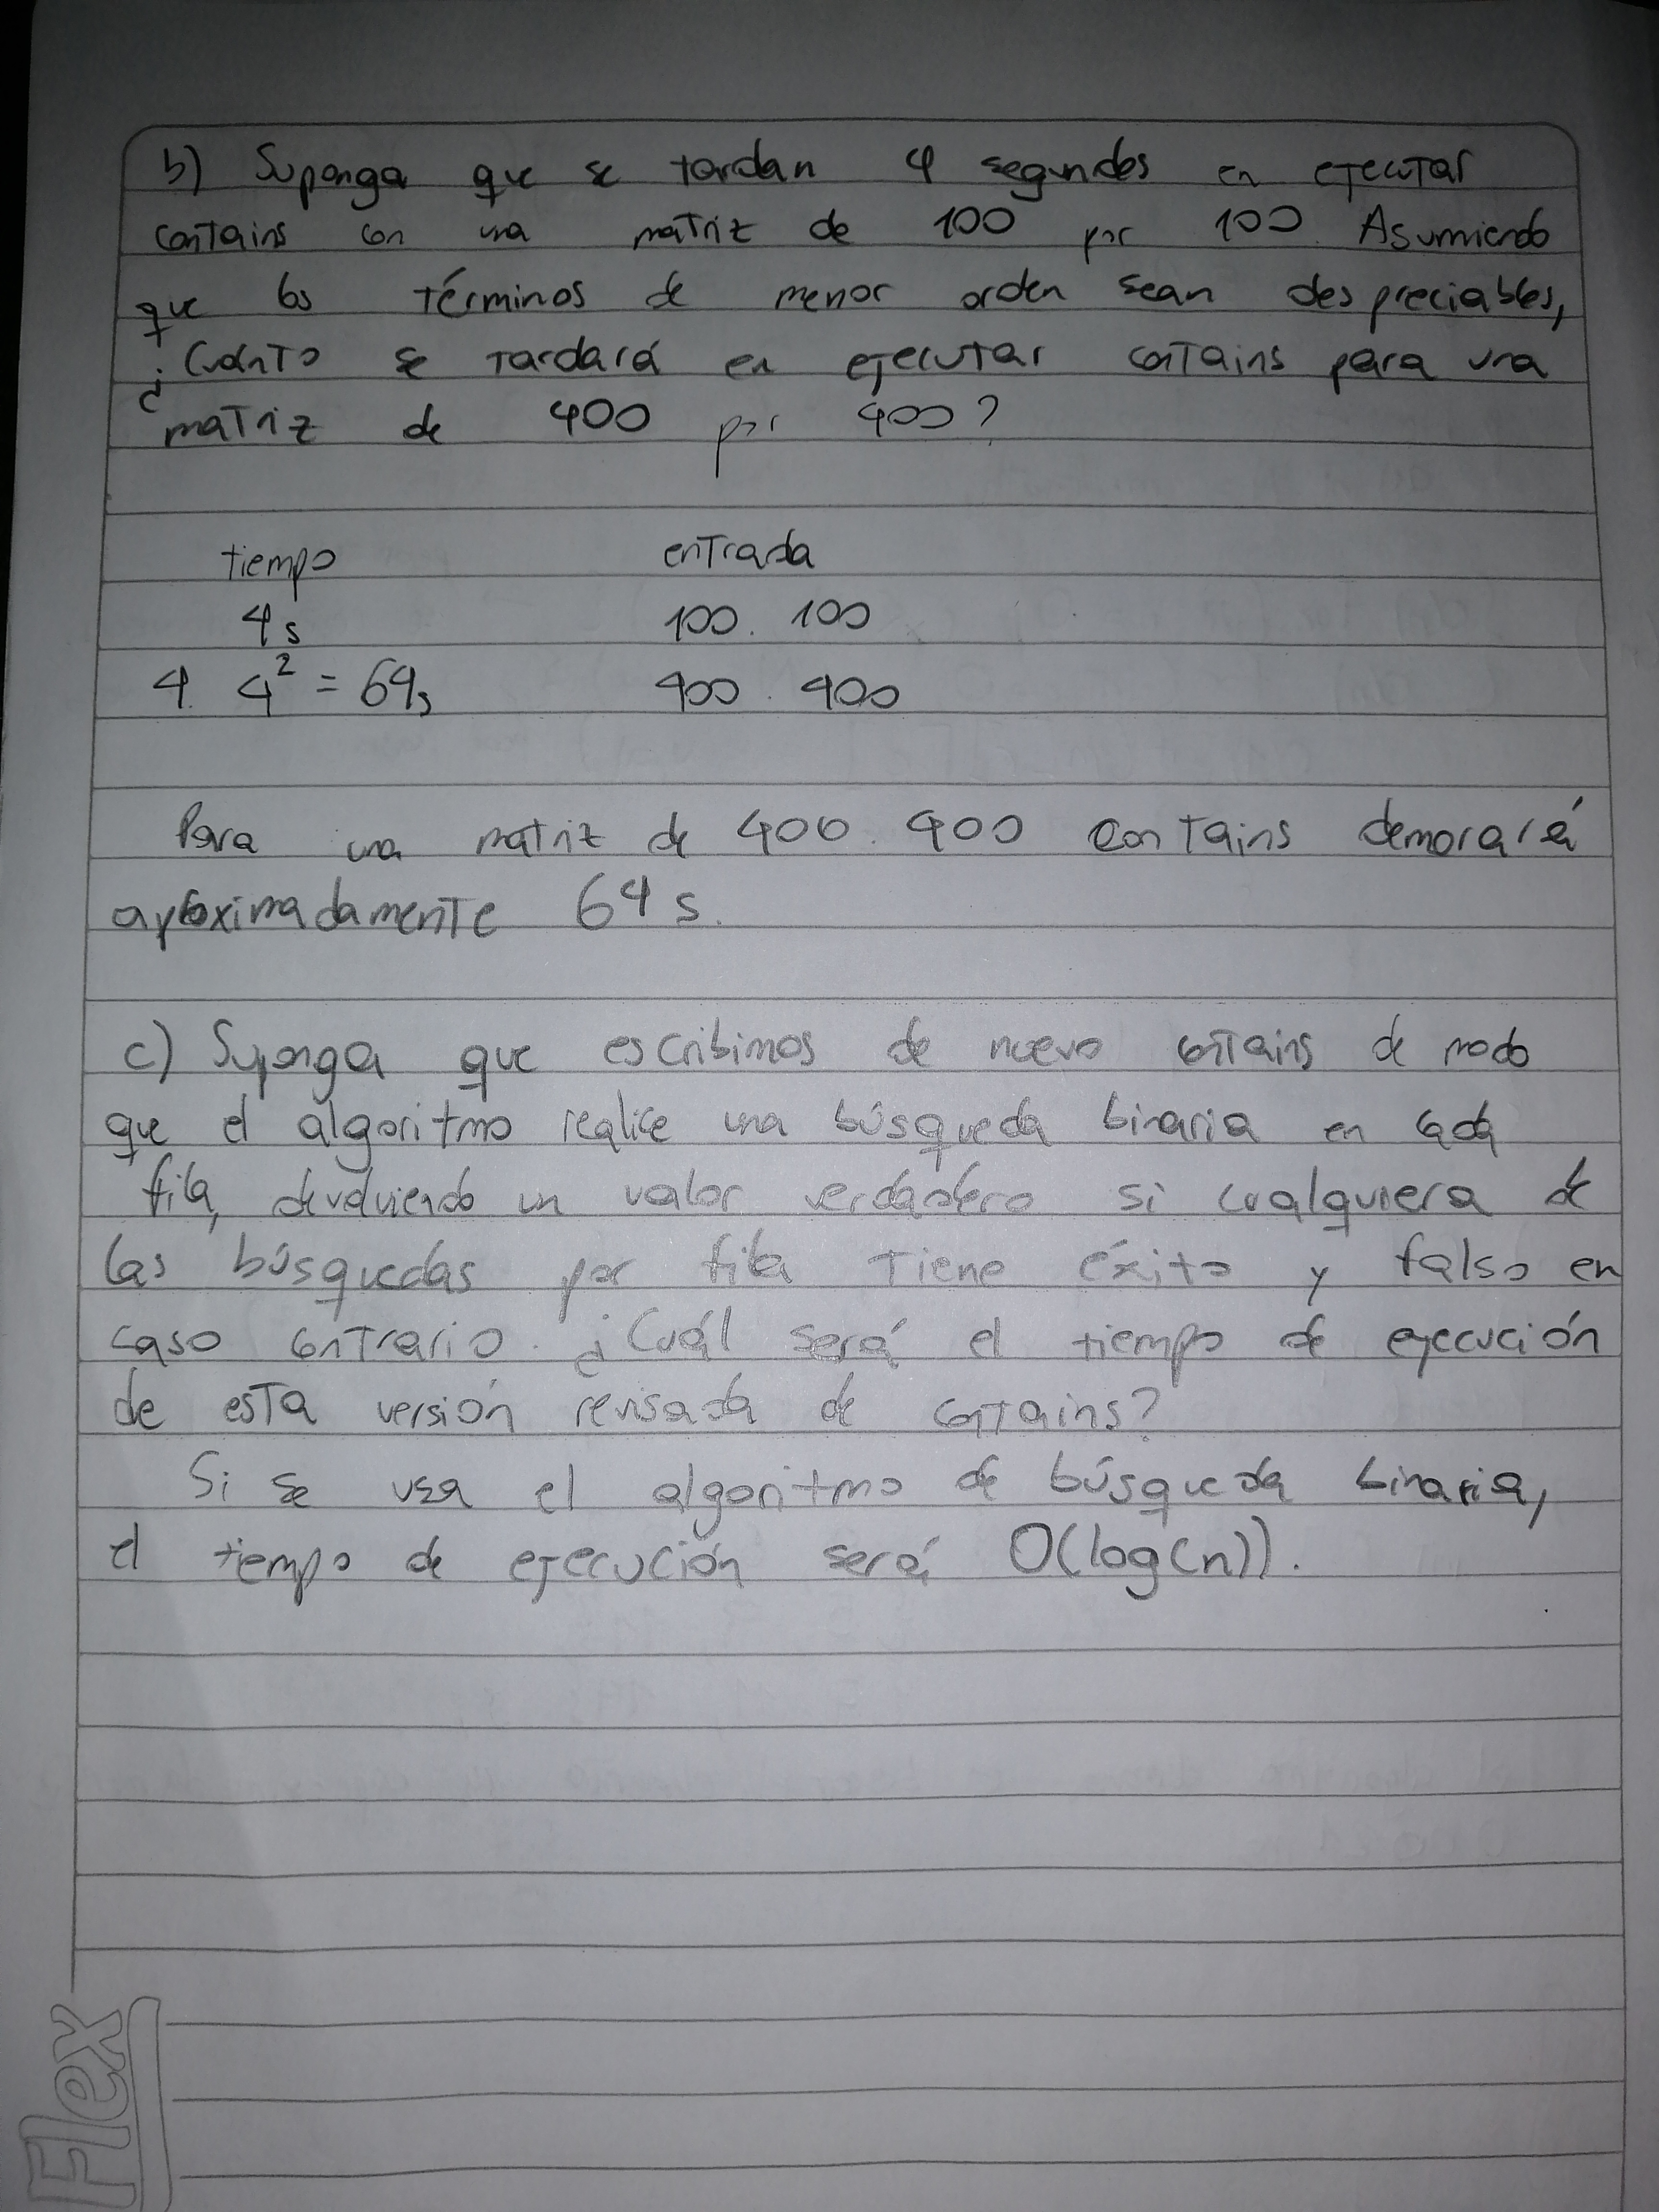 b) Suponga que se tardan 4 segundos en ejecutar
contains con una matriz de 100 por 100. Asumiendo
que los términos de menor orden sean despreciables,
¿Cuánto se tardará en ejecutar contains para una
matriz de 400 por 400?
tiempo entrada
4s 100. 100
4. 4² = 64s 400. 400
Para una matriz de 400. 400 contains demorará
aproximadamente 64 s.
c) Suponga que escribimos de nuevo contains de modo
que el algoritmo realice una búsqueda binaria en cada
fila, devolviendo un valor verdadero si cualquiera de
las búsquedas por fila tiene éxito y falso en
caso contrario. ¿Cuál será el tiempo de ejecución
de esta versión revisada de contains?
Si se usa el algoritmo de búsqueda binaria,
el tiempo de ejecución será O(log(n)).
Flex